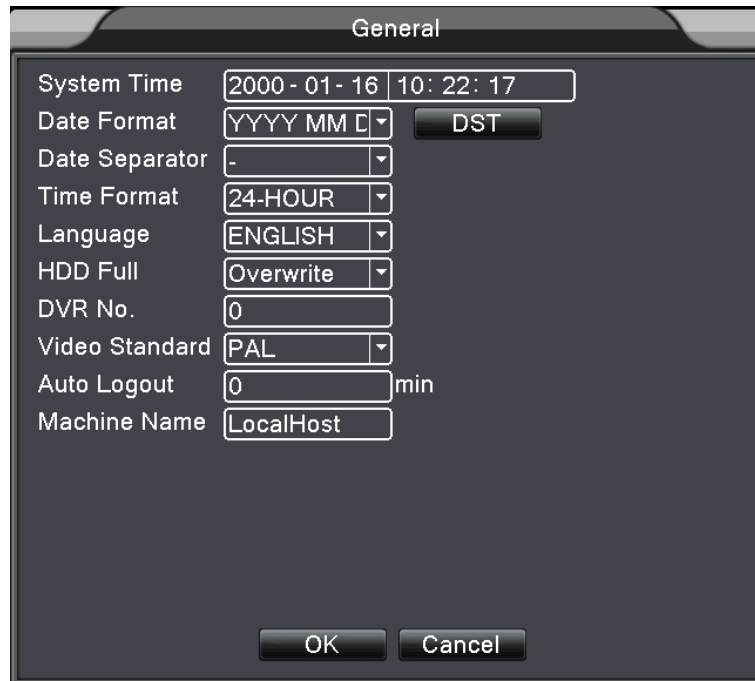 General
System Time 2000-01-16 10:22:17
Date Format YYYY MM D DST
Date Separator -
Time Format 24-HOUR
Language ENGLISH
HDD Full Overwrite
DVR No. 0
Video Standard PAL
Auto Logout 0 min
Machine Name LocalHost
OK Cancel